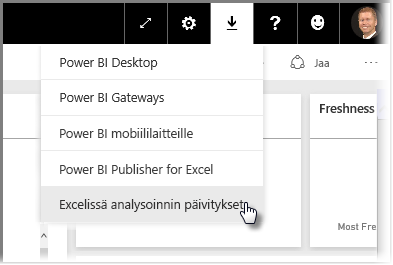 Power BI Desktop
Jaa
Power BI Gateways
Freshness
Power BI mobiililaitteille
Power BI Publisher for Excel
Excelissä analysoinnin päivitykset
Most Fre